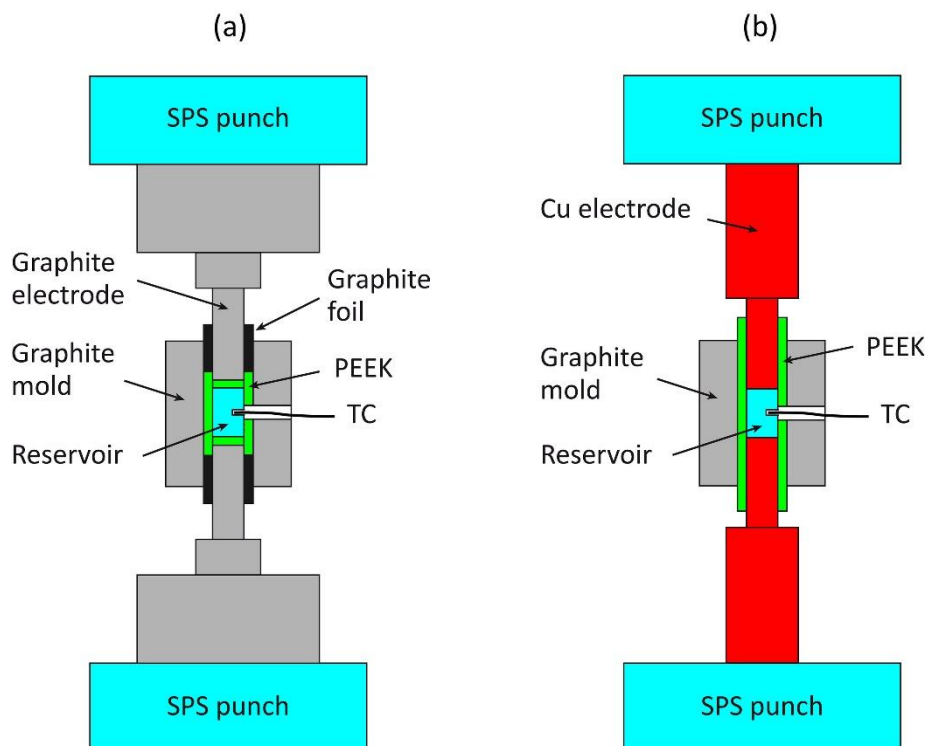 (a)
SPS punch
Graphite
electrode
Graphite
foil
Graphite
mold
PEEK
TC
Reservoir
SPS punch
(b)
SPS punch
Cu electrode
PEEK
Graphite
mold
TC
Reservoir
SPS punch